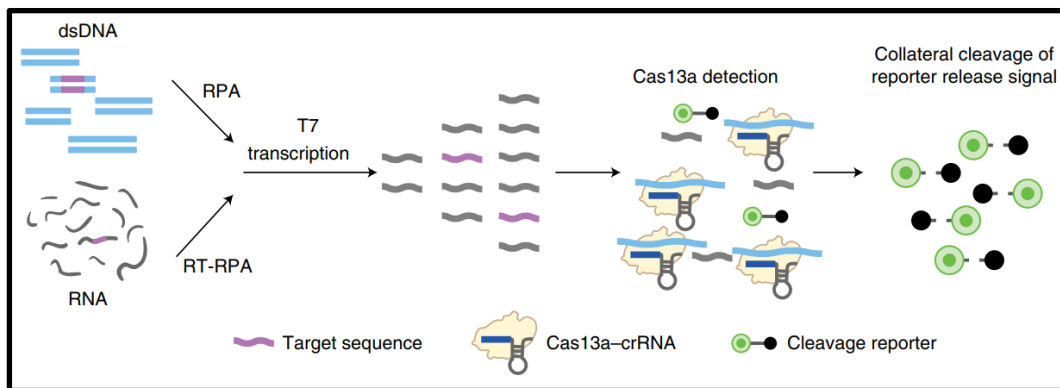 dsDNA
RPA
T7
transcription
RT-RPA
RNA
Cas13a detection
Collateral cleavage of
reporter release signal
Target sequence
Cas13a–crRNA
Cleavage reporter